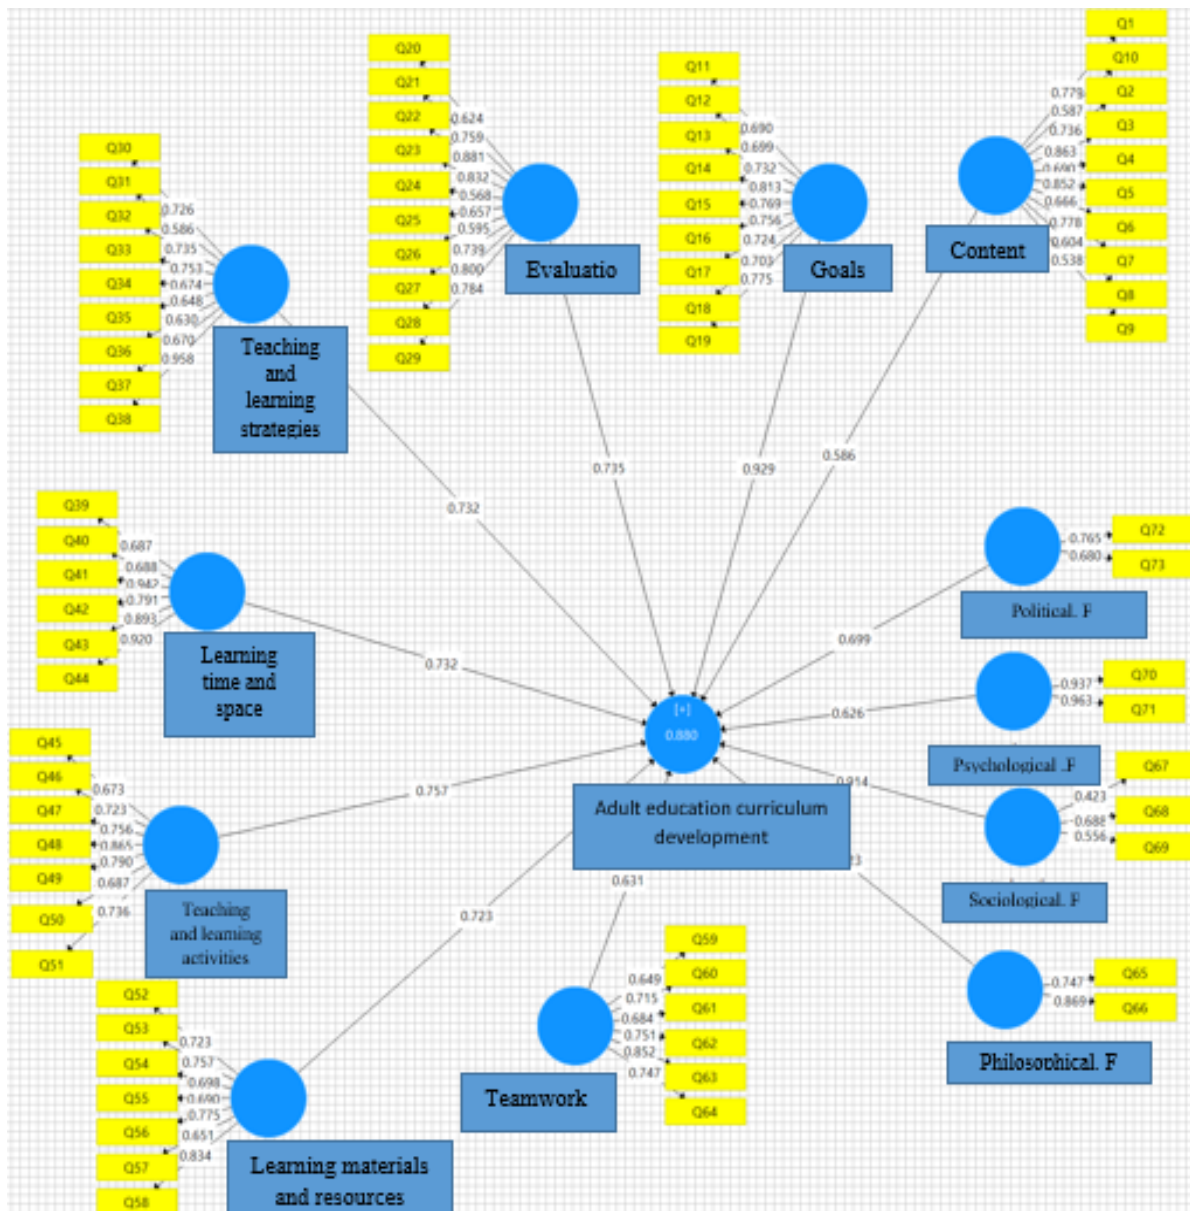 Q20
Q21
Q22
Q23
Q24
Q25
Q26
Q27
Q28
Q29
0.624
0.759
0.881
0.832
0.568
0.657
0.595
0.739
0.800
0.784
Evaluatio
Q11
Q12
Q13
Q14
Q15
Q16
Q17
Q18
Q19
0.690
0.699
0.732
0.813
0.769
0.756
0.724
0.703
0.775
Goals
Q1
Q10
Q2
Q3
Q4
Q5
Q6
Q7
Q8
Q9
0.779
0.587
0.736
0.863
0.690
0.852
0.666
0.778
0.604
0.538
Content
Q30
Q31
Q32
Q33
Q34
Q35
Q36
Q37
Q38
0.726
0.586
0.735
0.753
0.674
0.648
0.630
0.670
0.958
Teaching
and
learning
strategies
0.735
0.929
0.586
0.732
Q39
Q40
Q41
Q42
Q43
Q44
0.687
0.688
0.942
0.791
0.893
0.920
Learning
time and
space
0.732
Q72
Q73
0.765
0.680
Political. F
0.699
Q70
Q71
0.937
0.963
Psychological .F
0.626
[+]
0.880
Adult education curriculum
development
Q67
Q68
Q69
0.423
0.688
0.556
Sociological. F
0.914
Q45
Q46
Q47
Q48
Q49
Q50
Q51
0.673
0.723
0.756
0.865
0.790
0.687
0.736
Teaching
and learning
activities
0.757
Q65
Q66
0.747
0.869
Philosophical. F
23
Q52
Q53
Q54
Q55
Q56
Q57
Q58
0.723
0.757
0.698
0.690
0.775
0.651
0.834
Learning materials
and resources
0.723
0.631
Q59
Q60
Q61
Q62
Q63
Q64
0.649
0.715
0.684
0.751
0.852
0.747
Teamwork